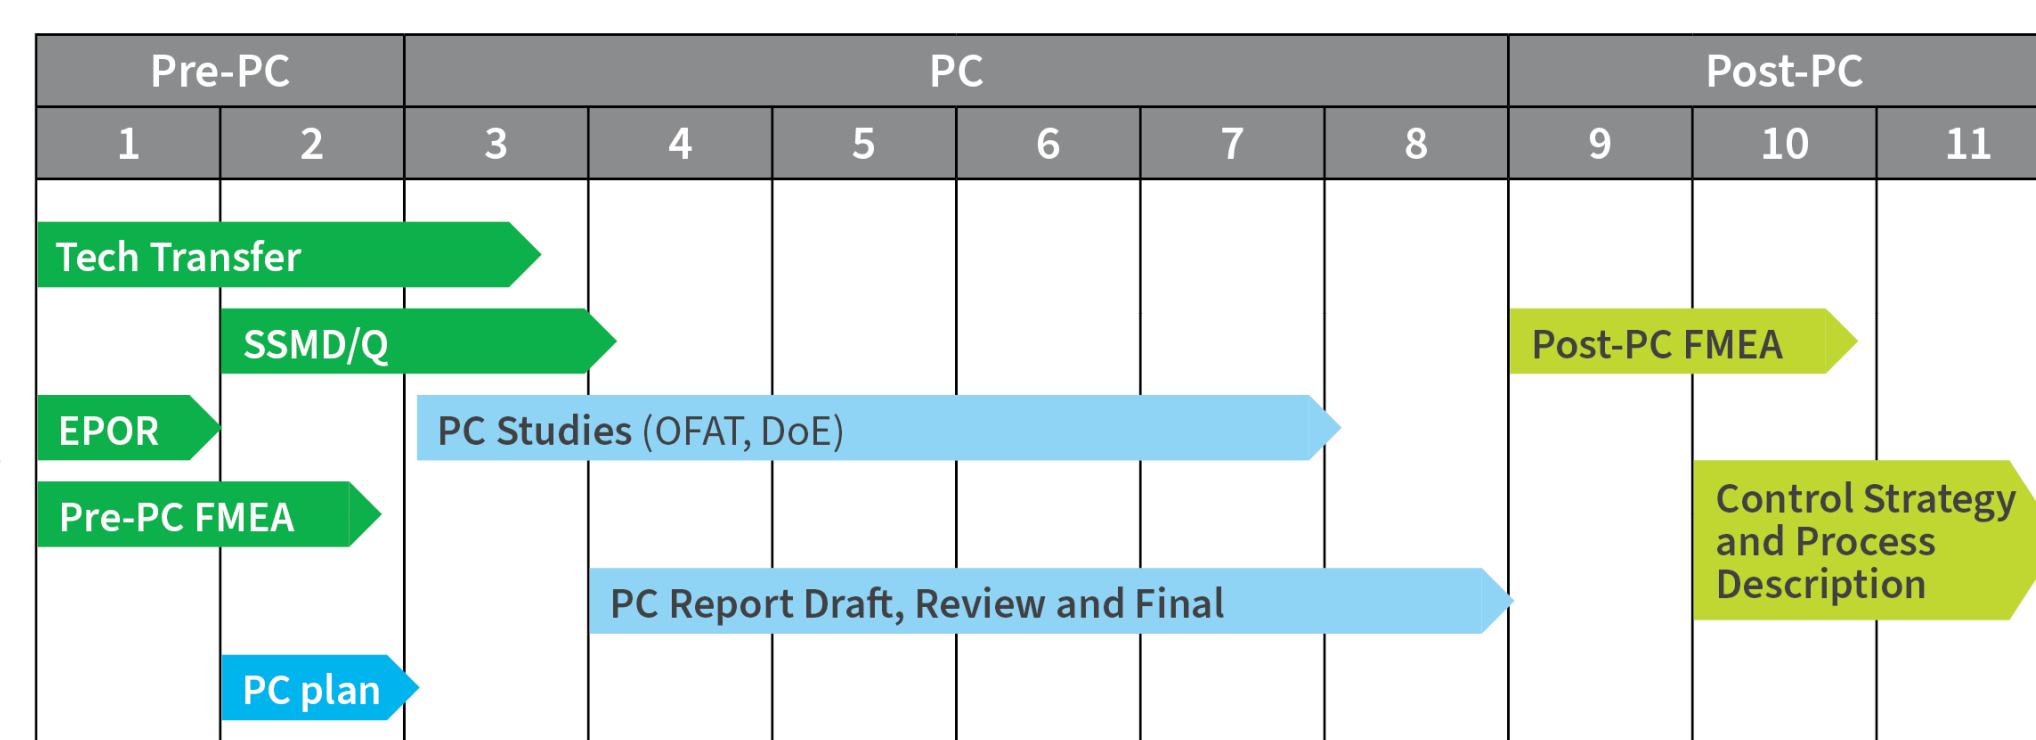 Pre-PC PC Post-PC
1 2 3 4 5 6 7 8 9 10 11
Tech Transfer
SSMD/Q
Post-PC FMEA
EPOR
PC Studies (OFAT, DoE)
Pre-PC FMEA
Control Strategy
and Process
Description
PC Report Draft, Review and Final
PC plan